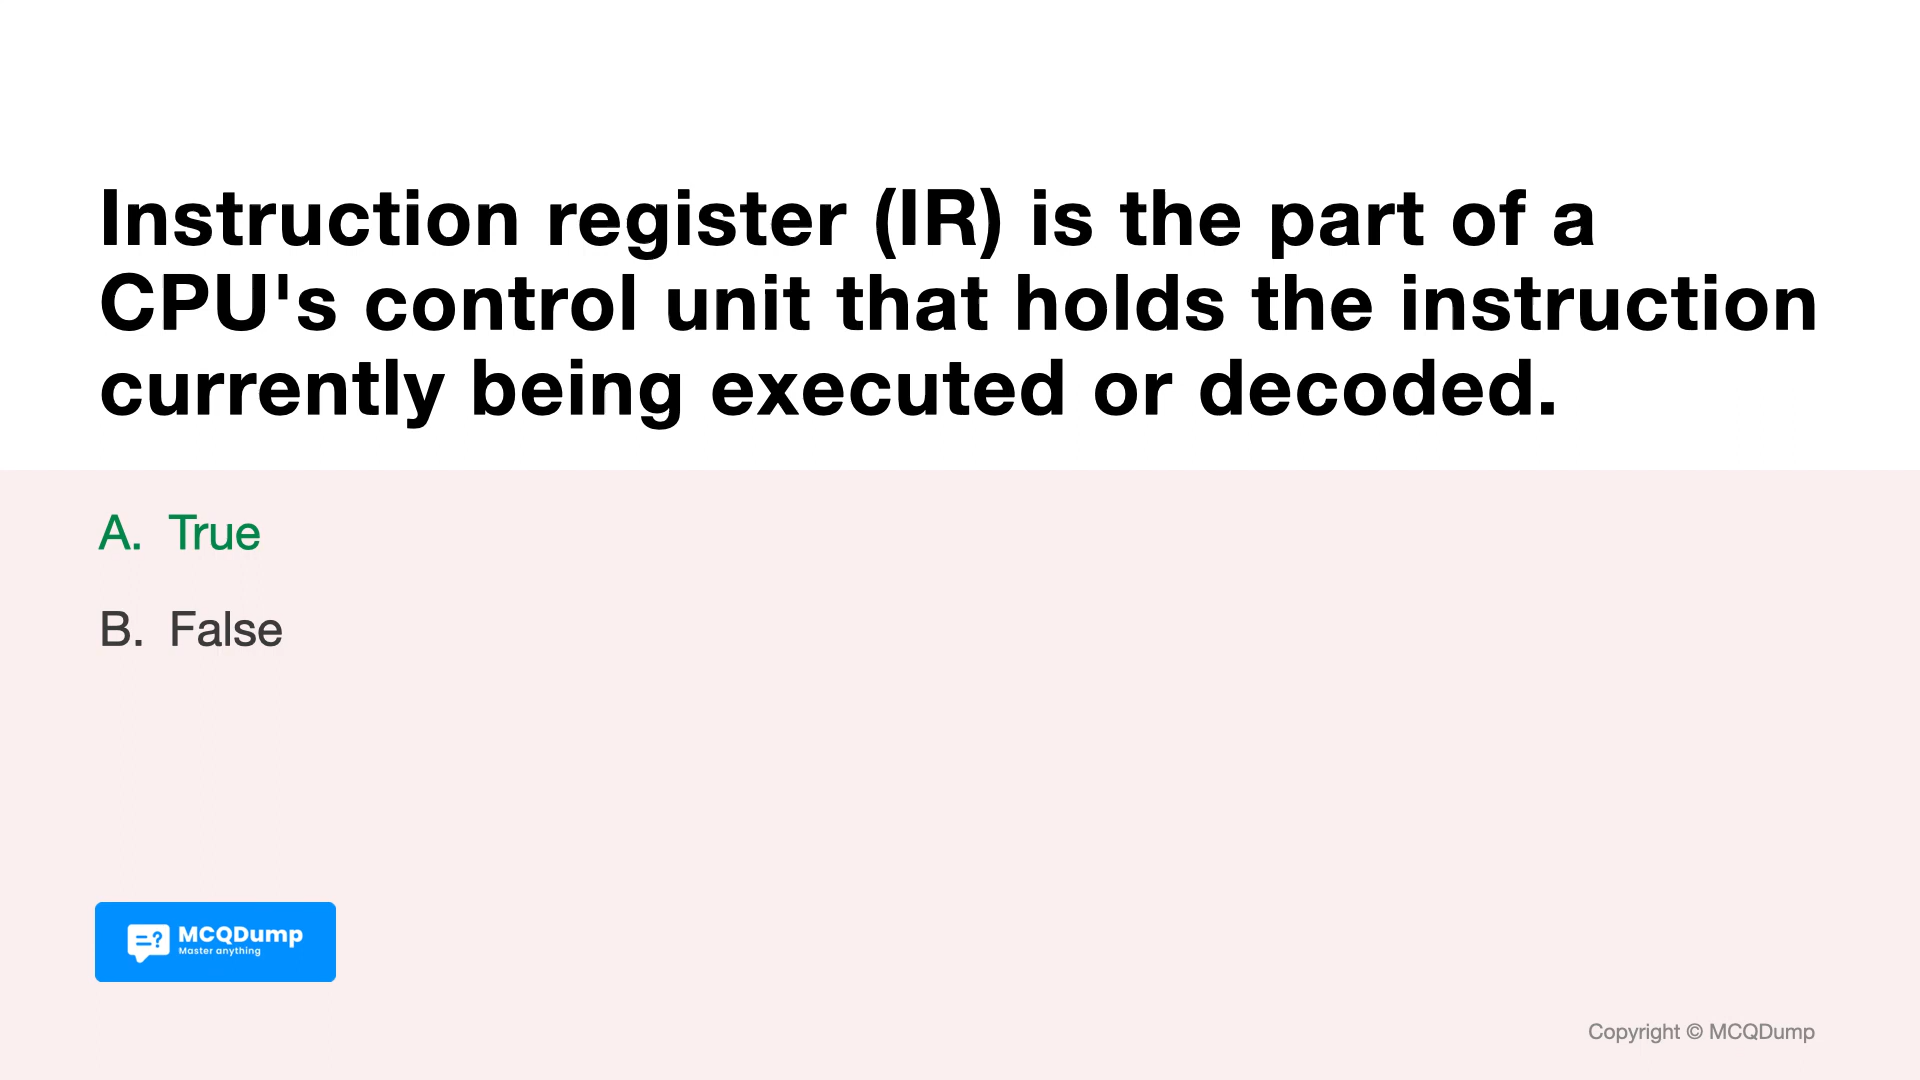 Instruction register (IR) is the part of a
CPU's control unit that holds the instruction
currently being executed or decoded.
A. True
B. False
=?
MCQDump
Master anything
Copyright © MCQDump